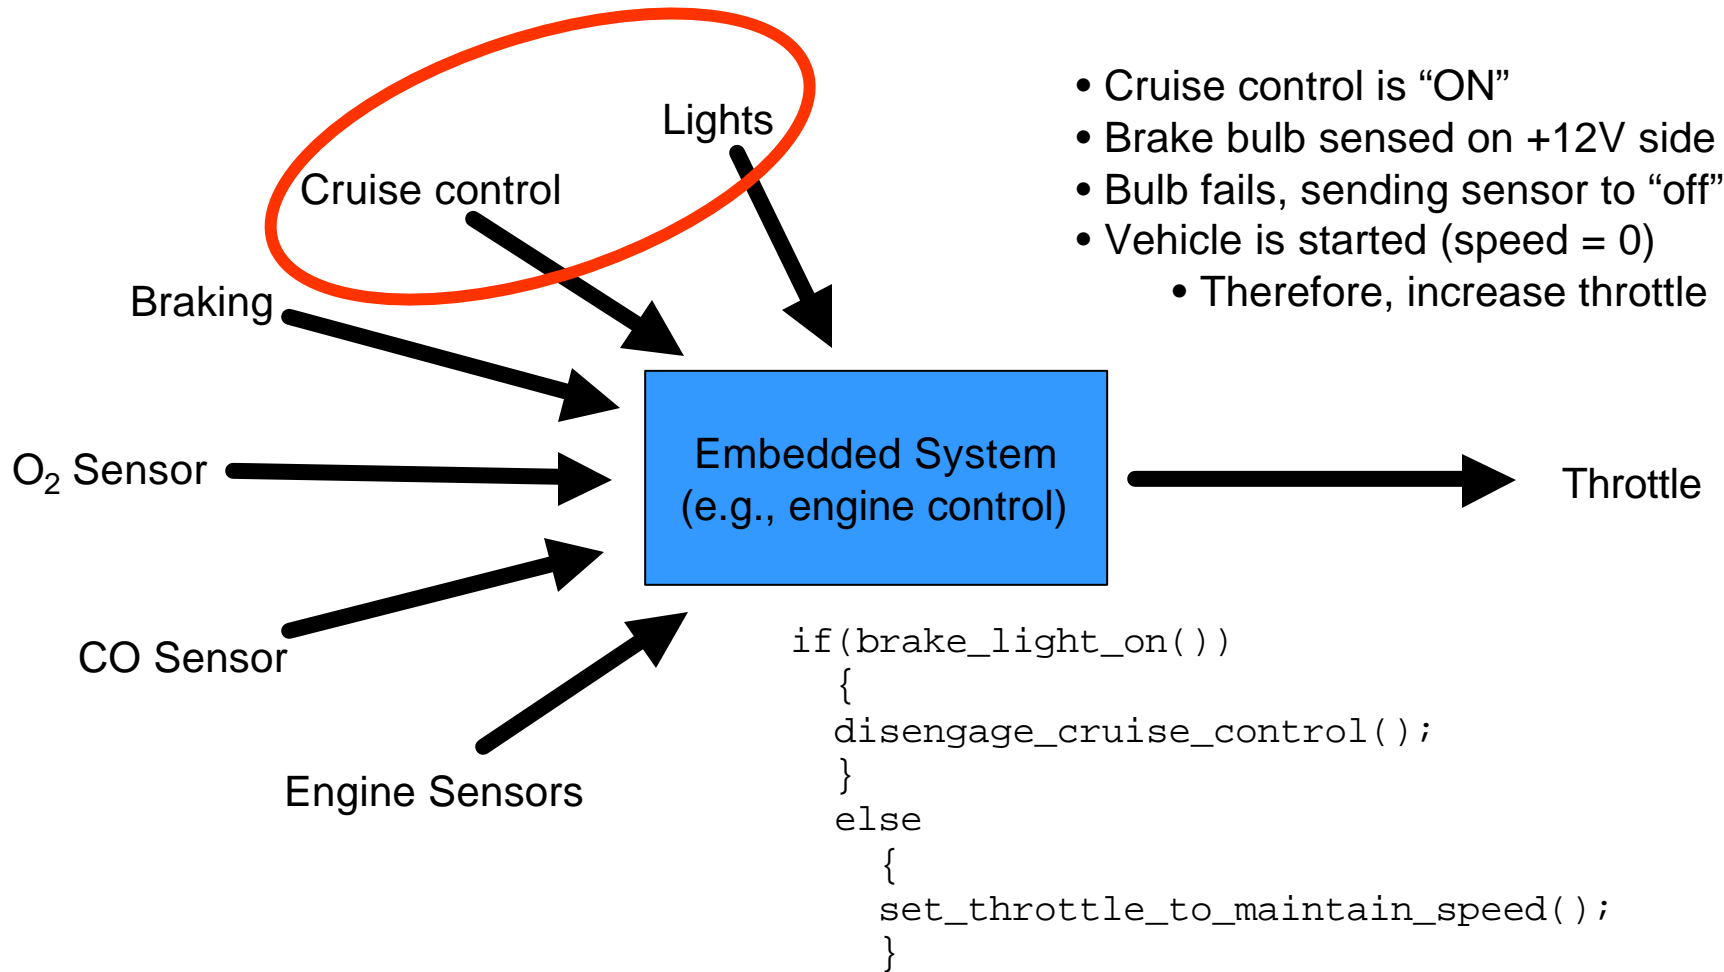 Lights
Cruise control
Braking
O₂ Sensor
CO Sensor
Engine Sensors
Embedded System
(e.g., engine control)
Throttle
• Cruise control is “ON”
• Brake bulb sensed on +12V side
• Bulb fails, sending sensor to “off”
• Vehicle is started (speed = 0)
• Therefore, increase throttle
if(brake_light_on())
{
disengage_cruise_control();
}
else
{
set_throttle_to_maintain_speed();
}